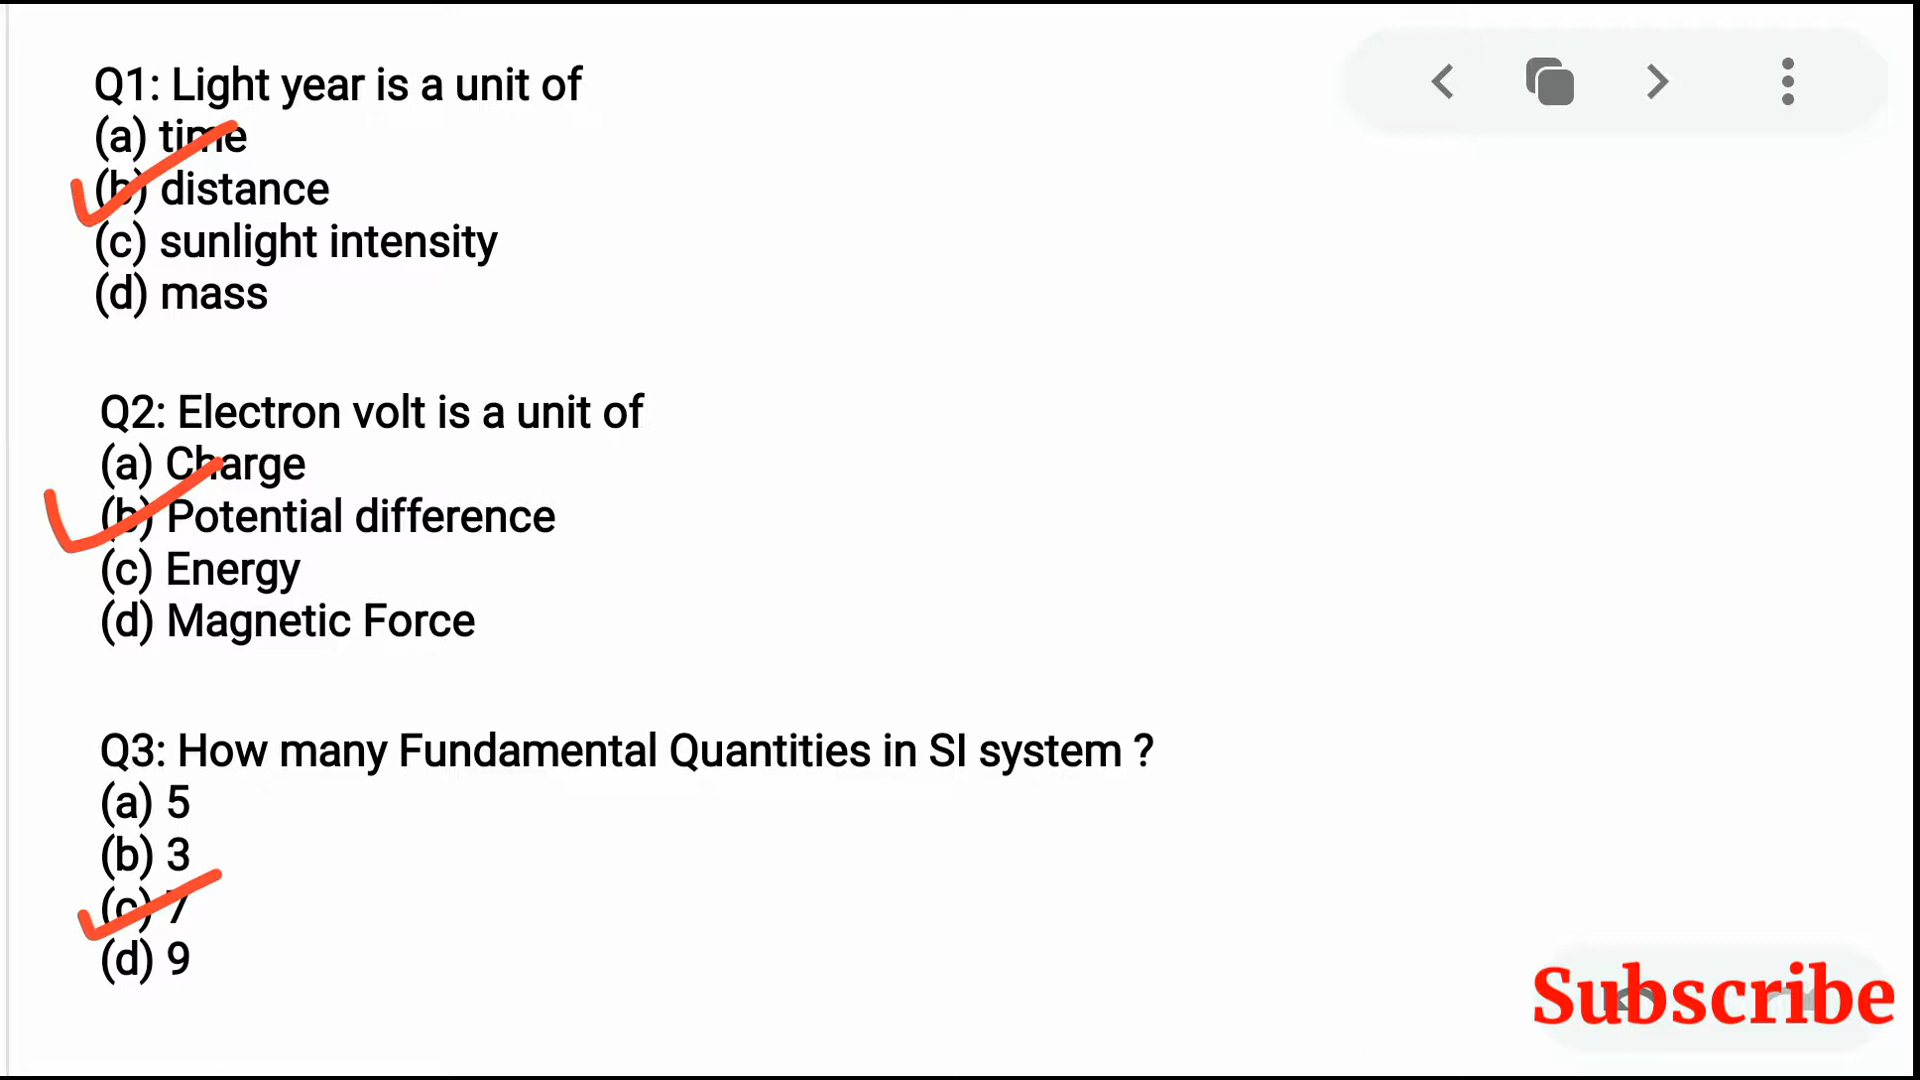 Q1: Light year is a unit of
(a) time
(b) distance
(c) sunlight intensity
(d) mass
Q2: Electron volt is a unit of
(a) Charge
(b) Potential difference
(c) Energy
(d) Magnetic Force
Q3: How many Fundamental Quantities in SI system ?
(a) 5
(b) 3
(c) 7
(d) 9
Subscribe